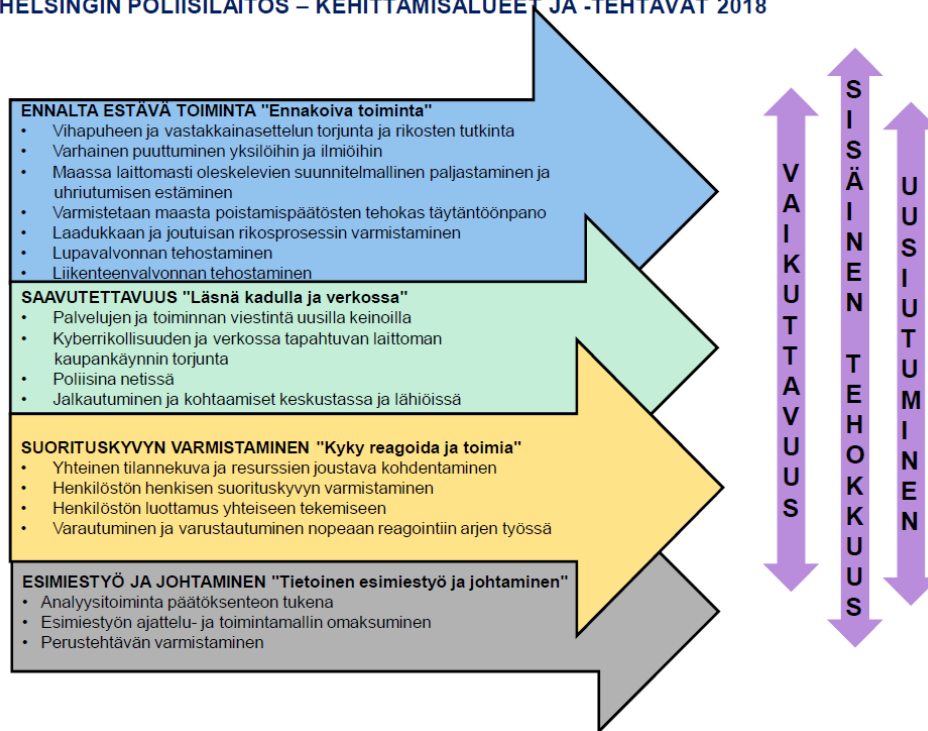 HELSINGIN POLIISILAITOS – KEHITTÄMISALUEET JA -TEHTÄVÄT 2018
ENNALTA ESTÄVÄ TOIMINTA "Ennakoiva toiminta"
• Vihapuheen ja vastakkainasettelun torjunta ja rikosten tutkinta
• Varhainen puuttuminen yksilöihin ja ilmiöihin
• Maassa laittomasti oleskelevien suunnitelmallinen paljastaminen ja
uhriutumisen estäminen
• Varmistetaan maasta poistamispäätösten tehokas täytäntöönpano
• Laadukkaan ja joutuisan rikosprosessin varmistaminen
• Lupavalvonnan tehostaminen
• Liikenteenvalvonnan tehostaminen
SAAVUTETTAVUUS "Läsnä kadulla ja verkossa"
• Palvelujen ja toiminnan viestintä uusilla keinoilla
• Kyberrikollisuuden ja verkossa tapahtuvan laittoman
kaupankäynnin torjunta
• Poliisina netissä
• Jalkautuminen ja kohtaamiset keskustassa ja lähiöissä
SUORITUSKYVYN VARMISTAMINEN "Kyky reagoida ja toimia"
• Yhteinen tilannekuva ja resurssien joustava kohdentaminen
• Henkilöstön henkisen suorituskyvyn varmistaminen
• Henkilöstön luottamus yhteiseen tekemiseen
• Varautuminen ja varustautuminen nopeaan reagointiin arjen työssä
ESIMIESTYÖ JA JOHTAMINEN "Tietoinen esimiestyö ja johtaminen"
• Analyysitoiminta päätöksenteon tukena
• Esimiestyön ajattelu- ja toimintamallin omaksuminen
• Perustehtävän varmistaminen
VAIKUTTAVUUS
SISÄINEN TEHOKKUUS
UUSIUTUMINEN